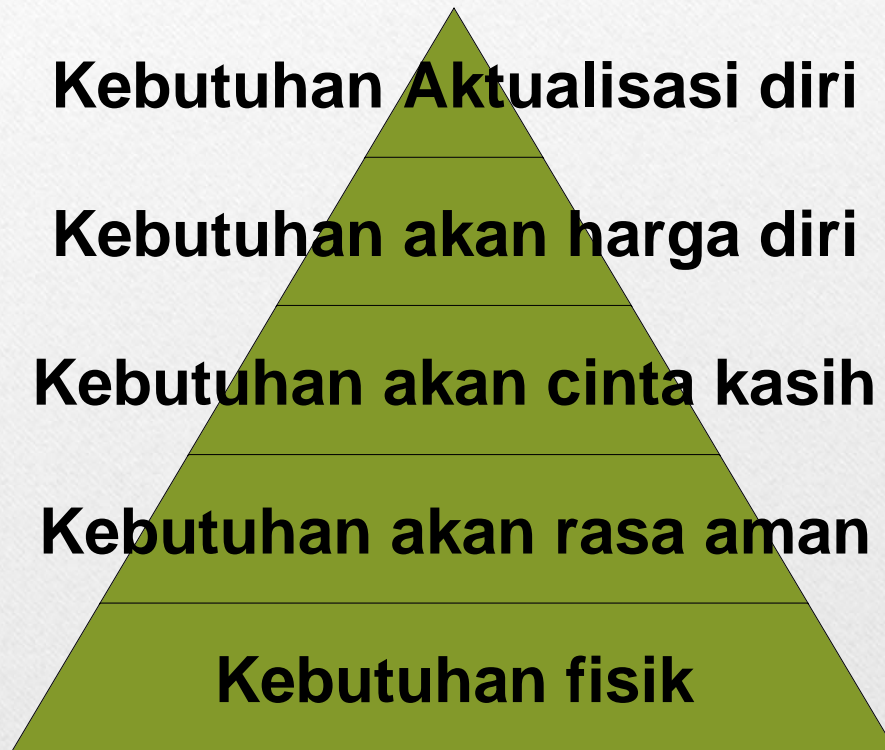 Kebutuhan Aktualisasi diri
Kebutuhan akan harga diri
Kebutuhan akan cinta kasih
Kebutuhan akan rasa aman
Kebutuhan fisik